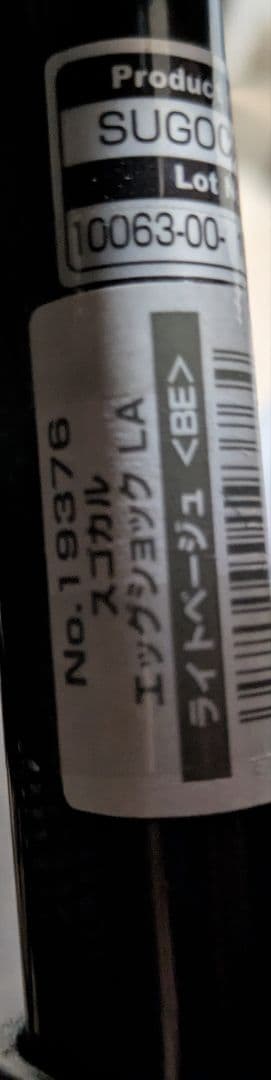 Produc
SUGOC
Lot N
10063-00-
No.19376
スゴカル
エッグショック LA
ライトベージュ <BE>